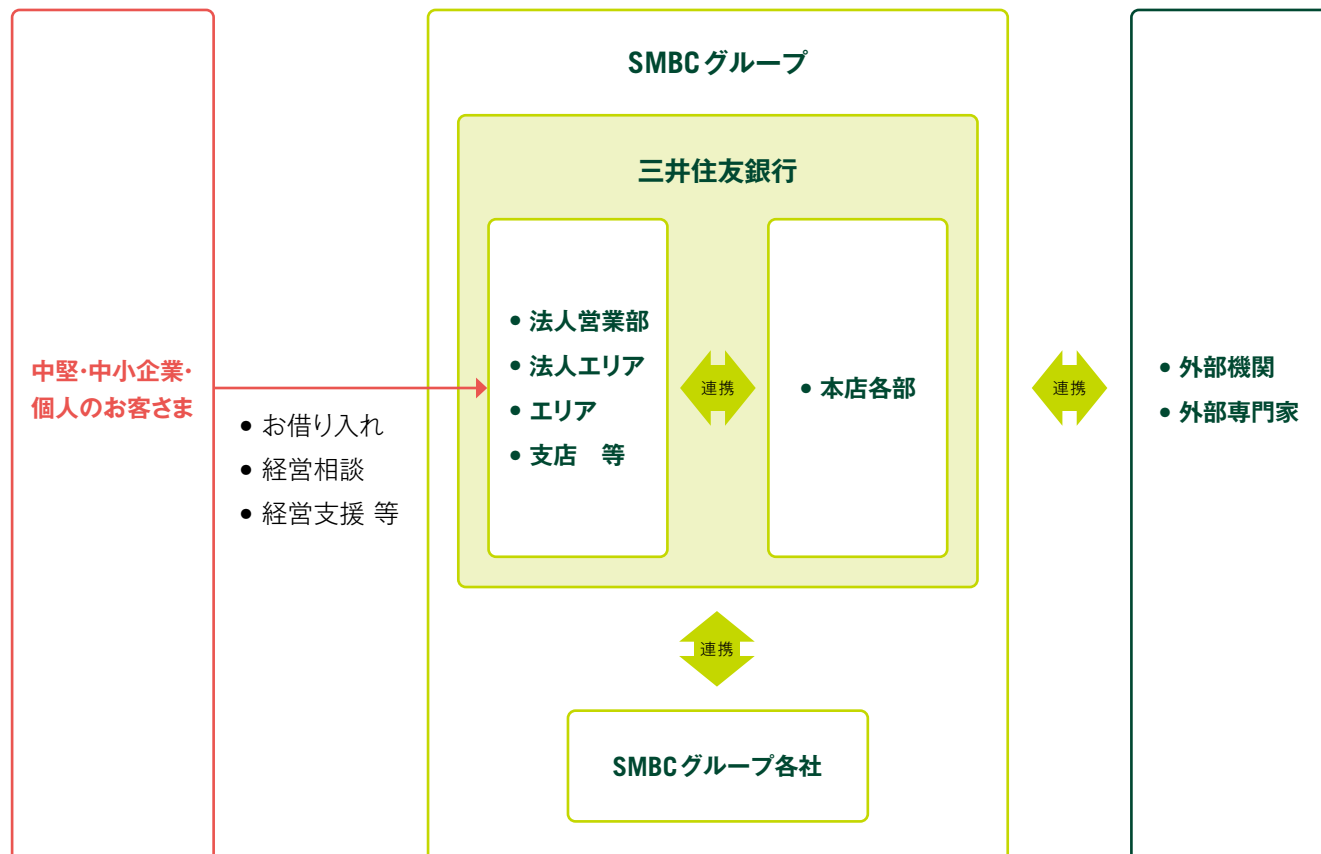 中堅・中小企業・
個人のお客さま
• お借り入れ
• 経営相談
• 経営支援 等
SMBCグループ
三井住友銀行
• 法人営業部
• 法人エリア
• エリア
• 支店　等
連携
• 本店各部
連携
SMBCグループ各社
連携
• 外部機関
• 外部専門家